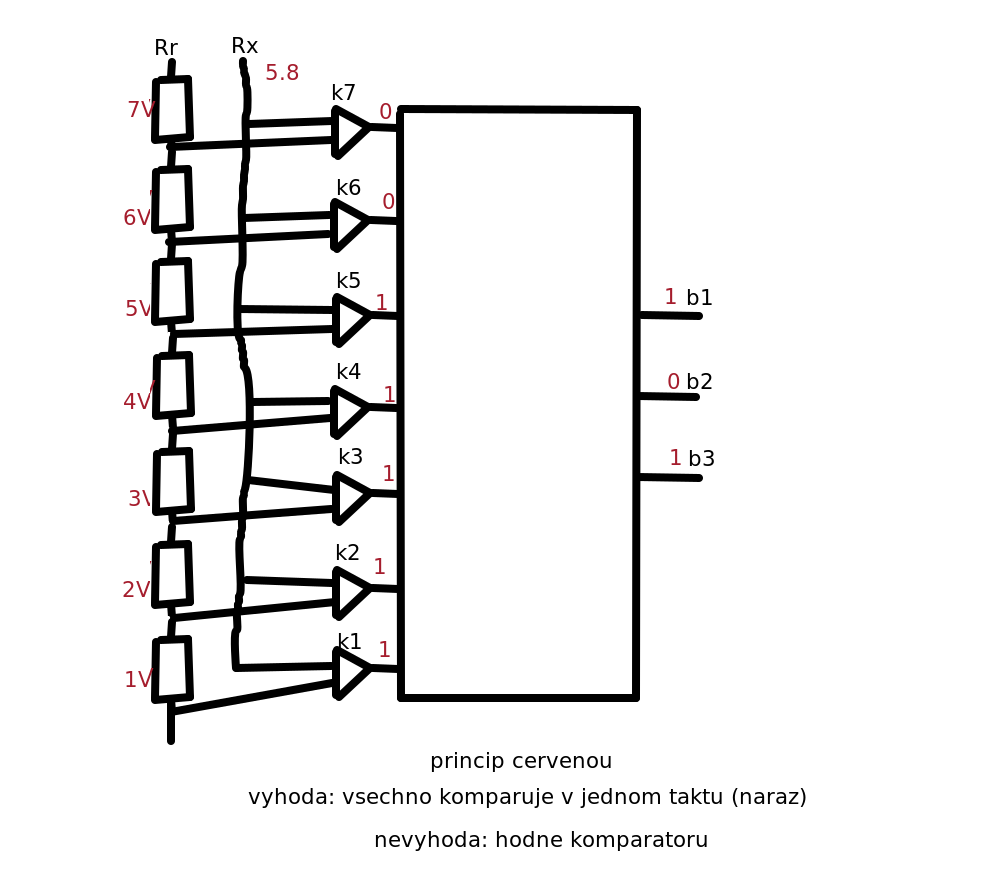 Rr Rx
5.8
k7
7V 0
k6
6V 0
k5
5V 1
b1 1
k4
b2 0
4V 1
k3
b3 1
3V 1
k2
2V 1
k1
1V 1
princip cervenou
vyhoda: vsechno komparuje v jednom taktu (naraz)
nevyhoda: hodne komparatoru